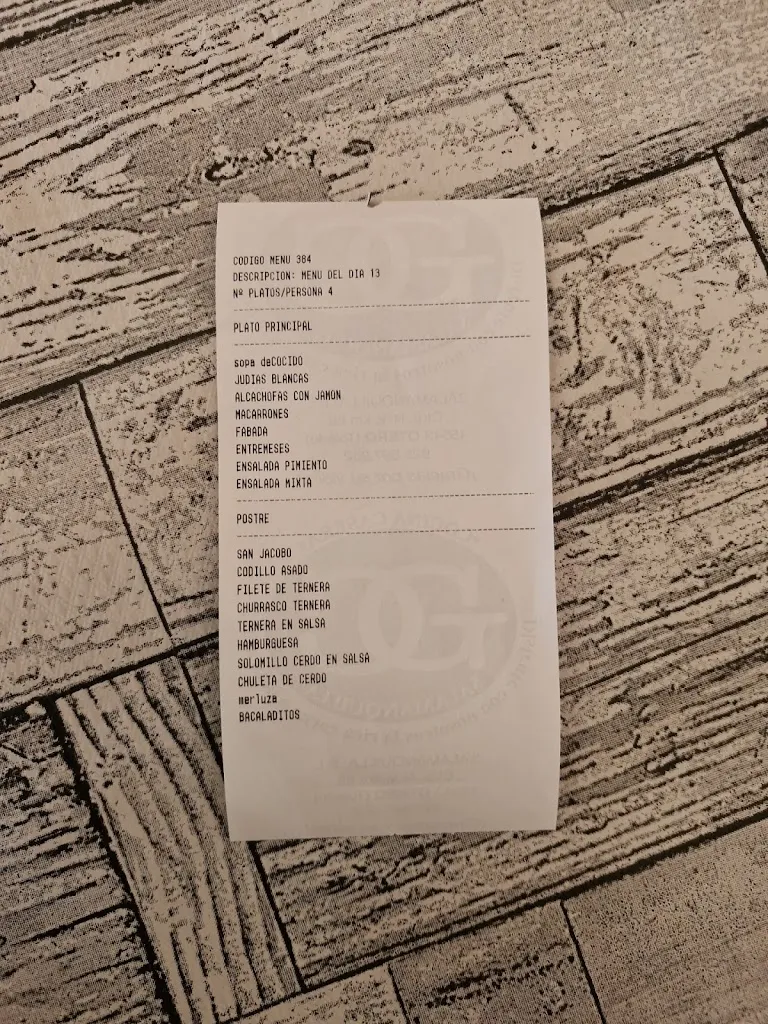 CODIGO MENU 384
DESCRIPCION: MENU DEL DIA 13
Nº PLATOS/PERSONA 4
PLATO PRINCIPAL
sopa deCOCIDO
JUDIAS BLANCAS
ALCACHOFAS CON JAMON
MACARRONES
FABADA
ENTREMESES
ENSALADA PIMIENTO
ENSALADA MIXTA
POSTRE
SAN JACOBO
CODILLO ASADO
FILETE DE TERNERA
CHURRASCO TERNERA
TERNERA EN SALSA
HAMBURGUESA
SOLOMILLO CERDO EN SALSA
CHULETA DE CERDO
merluza
BACALADITOS